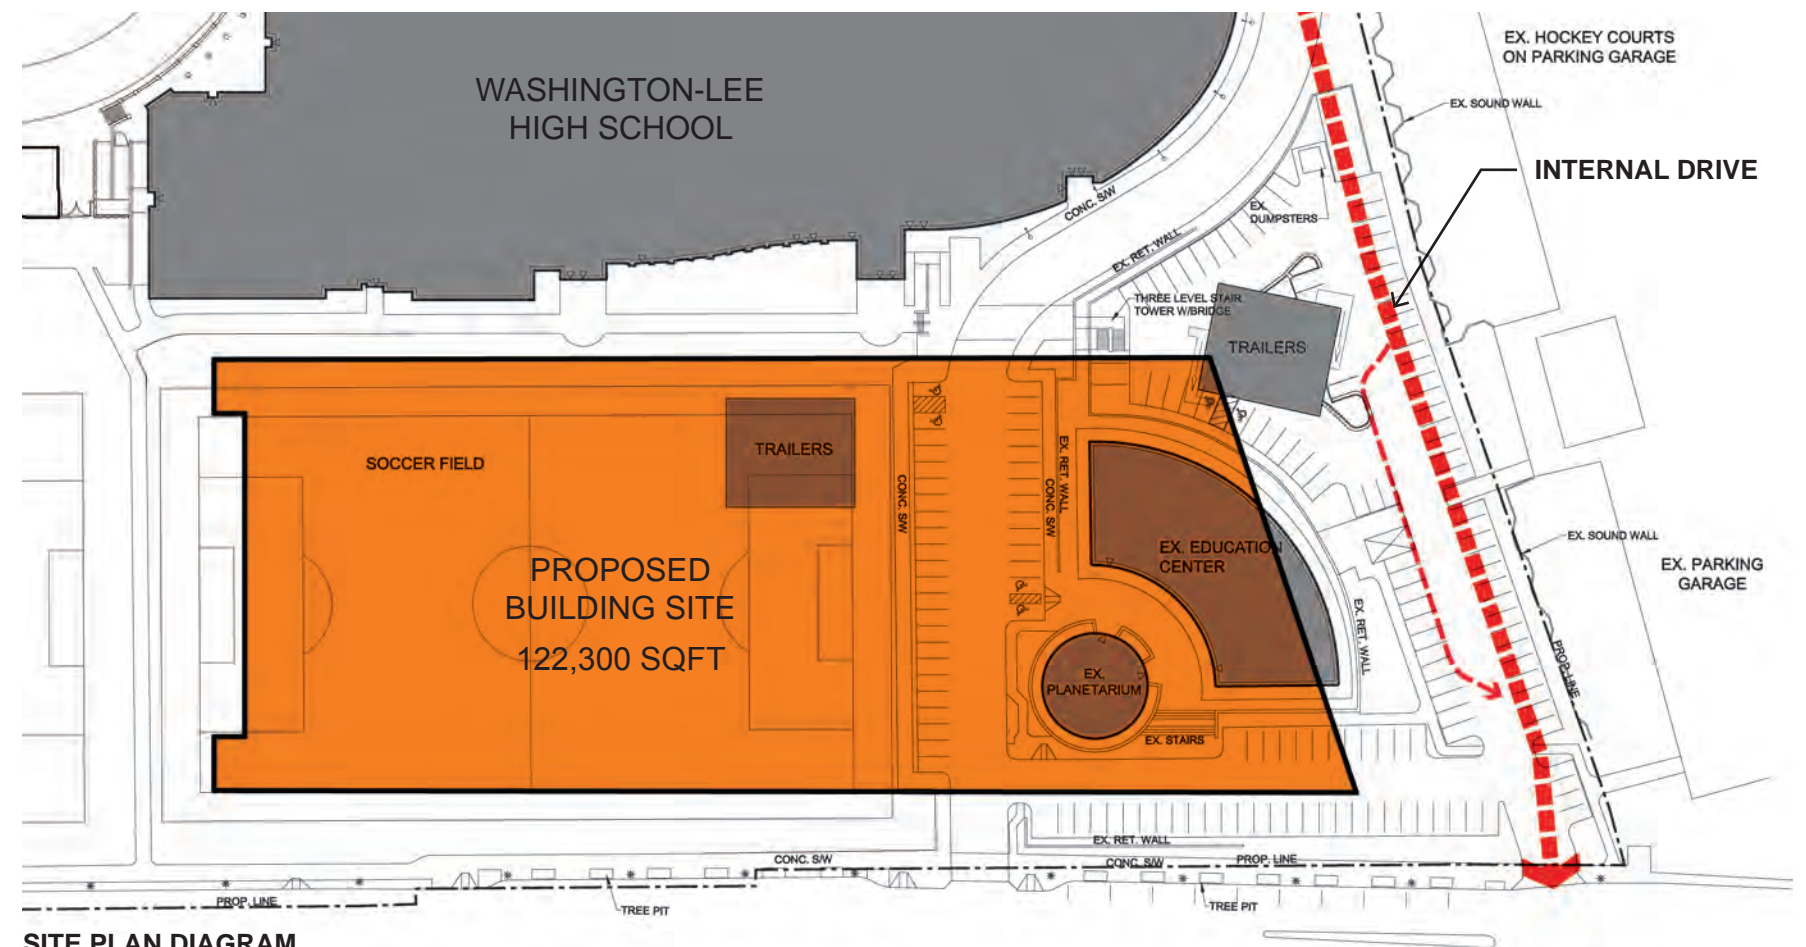 WASHINGTON-LEE
HIGH SCHOOL
EX. HOCKEY COURTS
ON PARKING GARAGE
EX. SOUND WALL
INTERNAL DRIVE
CONC. S/W
EX.
DUMPSTERS
EX. RET. WALL
THREE LEVEL STAIR
TOWER W/BRIDGE
TRAILERS
SOCCER FIELD
TRAILERS
CONC. S/W
EX. RET. WALL
CONC. S/W
EX. EDUCATION
CENTER
EX. SOUND WALL
EX. PARKING
GARAGE
PROPOSED
BUILDING SITE
122,300 SQFT
EX. RET. WALL
PROP. LINE
EX.
PLANETARIUM
EX. STAIRS
EX. RET. WALL
CONC. S/W
CONC. S/W
PROP. LINE
PROP. LINE
TREE PIT
TREE PIT
SITE PLAN DIAGRAM